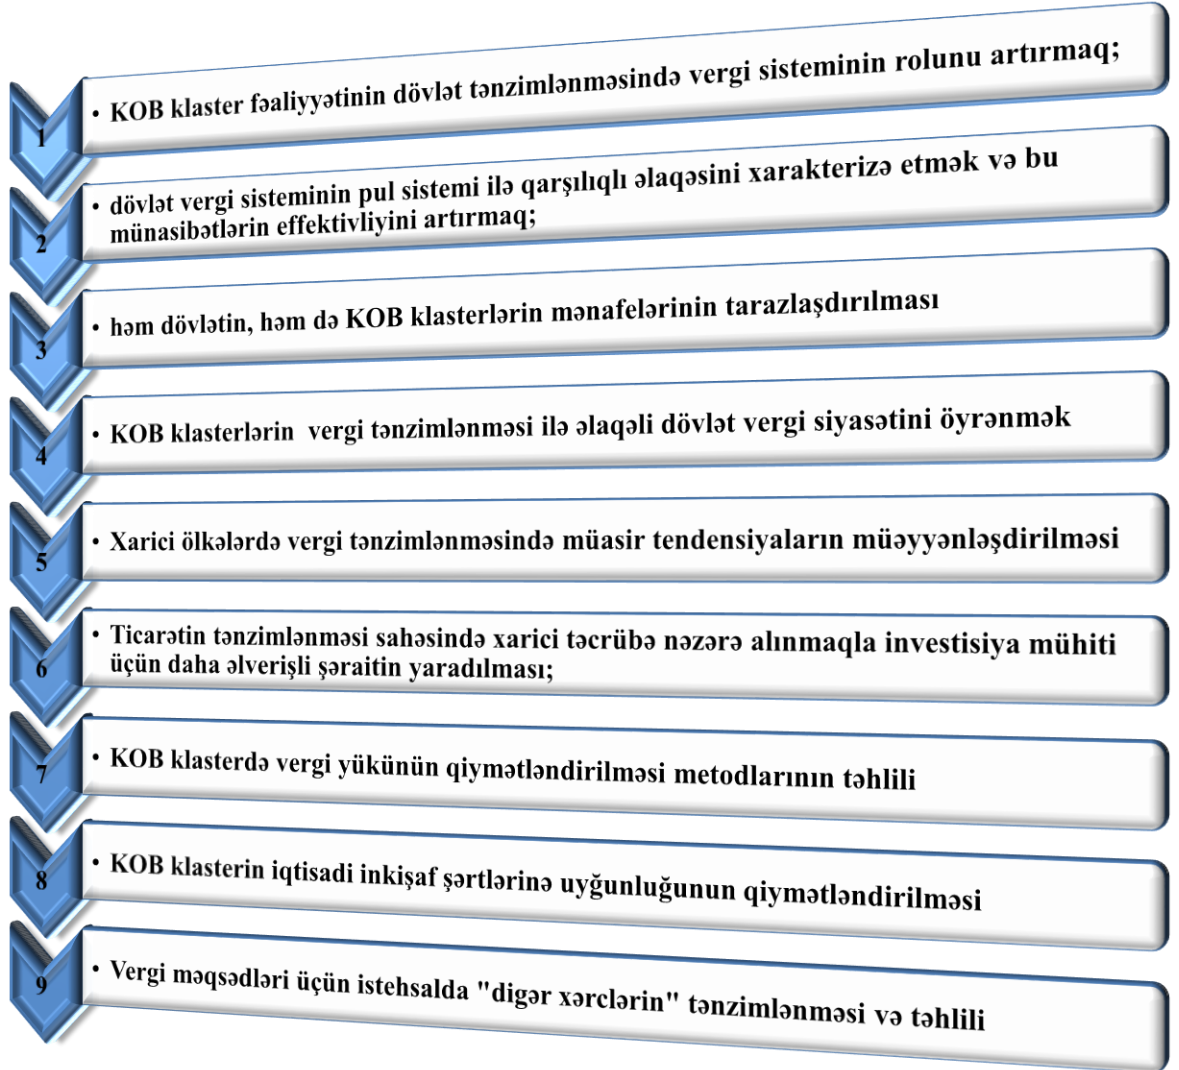 1
• KOB klaster fəaliyyətinin dövlət tənzimlənməsində vergi sisteminin rolunu artırmaq;
2
• dövlət vergi sisteminin pul sistemi ilə qarşılıqlı əlaqəsini xarakterizə etmək və bu
münasibətlərin effektivliyini artırmaq;
3
• həm dövlətin, həm də KOB klasterlərin mənafelərinin tarazlaşdırılması
4
• KOB klasterlərin  vergi tənzimlənməsi ilə əlaqəli dövlət vergi siyasətini öyrənmək
5
• Xarici ölkələrdə vergi tənzimlənməsində müasir tendensiyaların müəyyənləşdirilməsi
6
• Ticarətin tənzimlənməsi sahəsində xarici təcrübə nəzərə alınmaqla investisiya mühiti
üçün daha əlverişli şəraitin yaradılması;
7
• KOB klasterdə vergi yükünün qiymətləndirilməsi metodlarının təhlili
8
• KOB klasterin iqtisadi inkişaf şərtlərinə uyğunluğunun qiymətləndirilməsi
9
• Vergi məqsədləri üçün istehsalda "digər xərclərin" tənzimlənməsi və təhlili